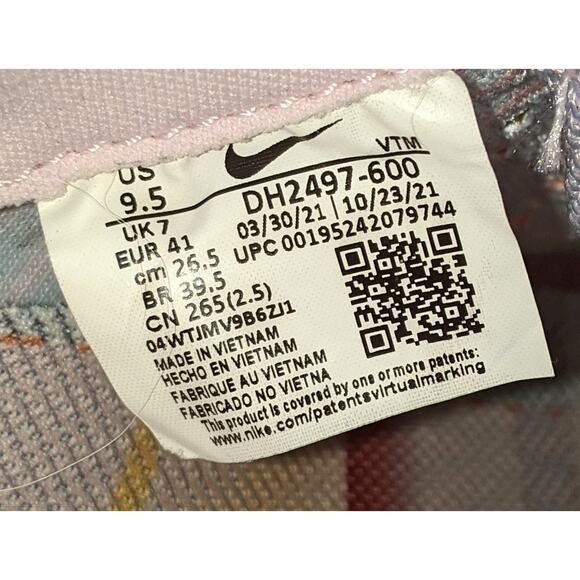 US
9.5
UK 7
EUR 41
cm 26.5
BR 39.5
CN 265(2.5)
04WTJMV9B6ZJ1
MADE IN VIETNAM
HECHO EN VIETNAM
FABRIQUE AU VIETNAM
FABRICADO NO VIETNA
This product is covered by one or more patents:
www.nike.com/patentsvirtualmarking
VTM
DH2497-600
03/30/21 | 10/23/21
UPC 00195242079744